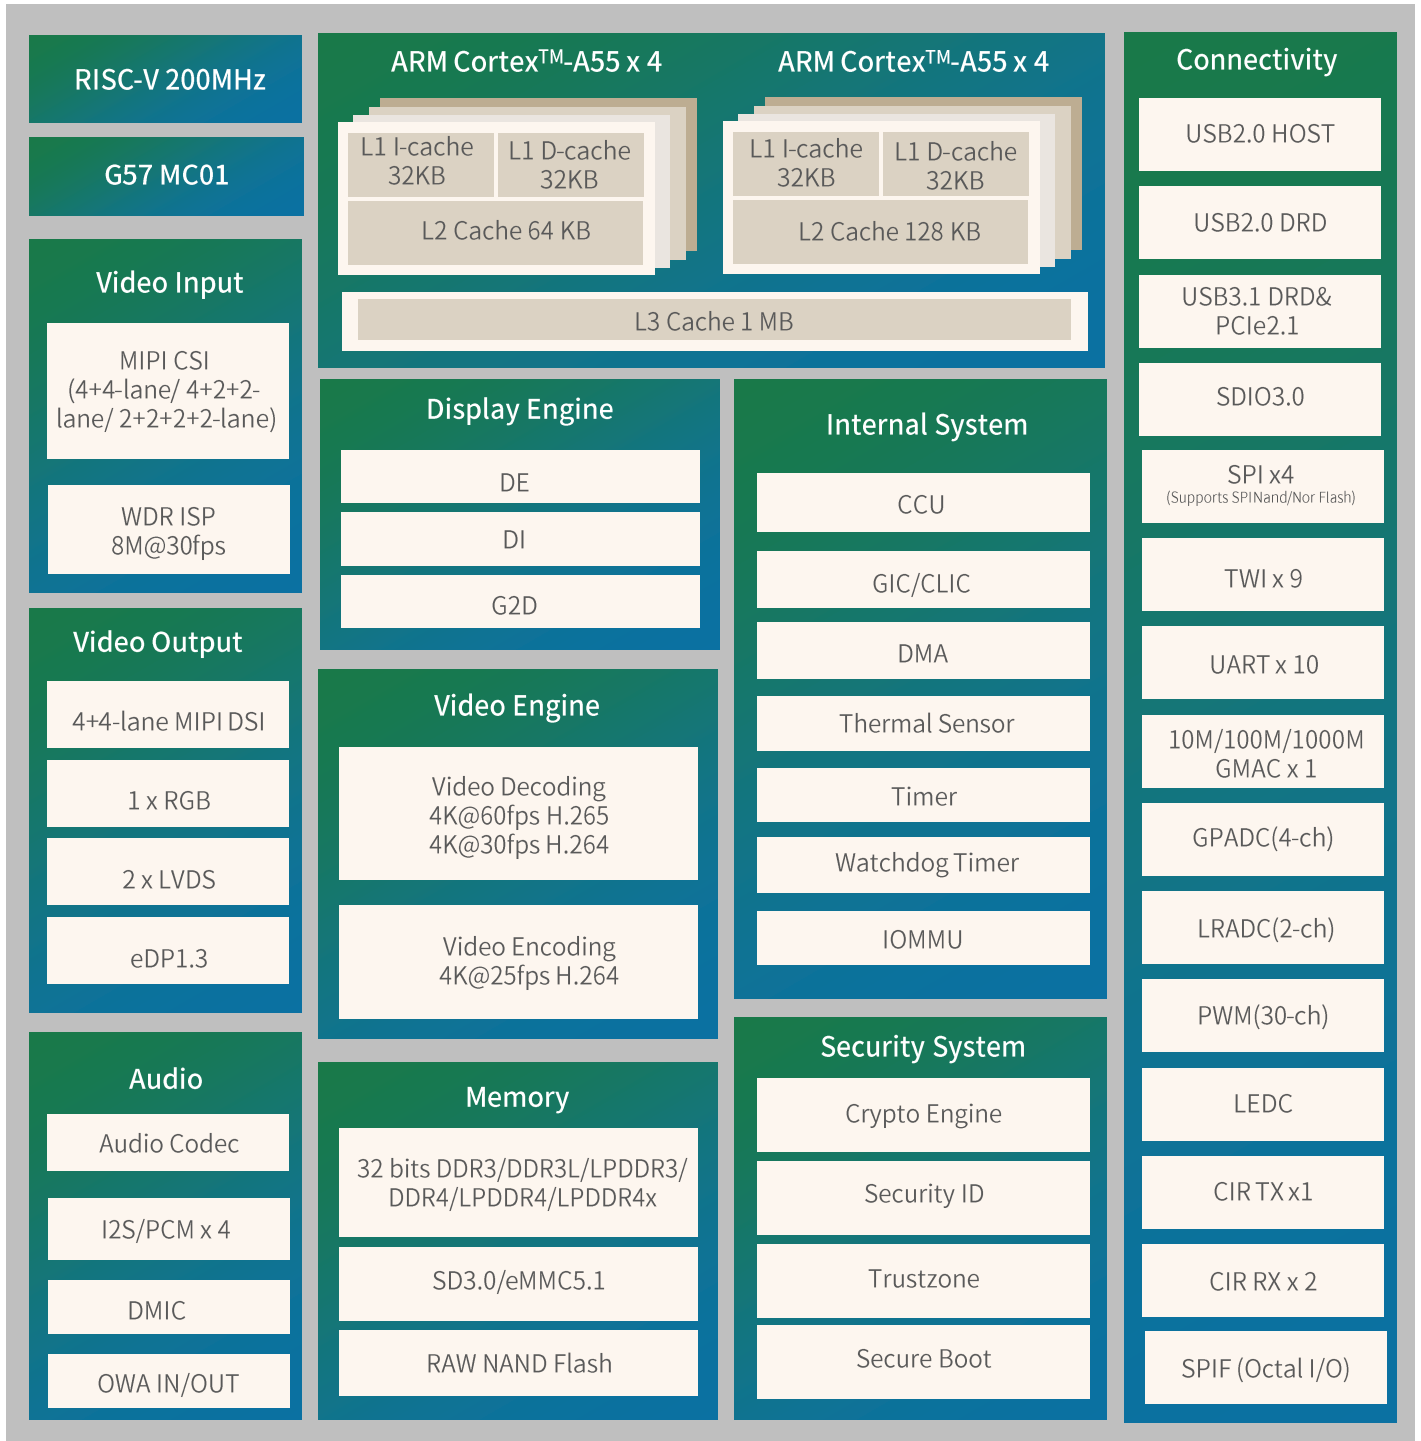 RISC-V 200MHz
G57 MC01
Video Input
MIPI CSI
(4+4-lane/ 4+2+2-
lane/ 2+2+2+2-lane)
WDR ISP
8M@30fps
Video Output
4+4-lane MIPI DSI
1 x RGB
2 x LVDS
eDP1.3
Audio
Audio Codec
I2S/PCM x 4
DMIC
OWA IN/OUT
ARM Cortex™-A55 x 4
L1 I-cache
32KB
L1 D-cache
32KB
L2 Cache 64 KB
ARM Cortex™-A55 x 4
L1 I-cache
32KB
L1 D-cache
32KB
L2 Cache 128 KB
L3 Cache 1 MB
Display Engine
DE
DI
G2D
Video Engine
Video Decoding
4K@60fps H.265
4K@30fps H.264
Video Encoding
4K@25fps H.264
Memory
32 bits DDR3/DDR3L/LPDDR3/
DDR4/LPDDR4/LPDDR4x
SD3.0/eMMC5.1
RAW NAND Flash
Internal System
CCU
GIC/CLIC
DMA
Thermal Sensor
Timer
Watchdog Timer
IOMMU
Security System
Crypto Engine
Security ID
Trustzone
Secure Boot
Connectivity
USB2.0 HOST
USB2.0 DRD
USB3.1 DRD&
PCIe2.1
SDIO3.0
SPI x4
(Supports SPINand/Nor Flash)
TWI x 9
UART x 10
10M/100M/1000M
GMAC x 1
GPADC(4-ch)
LRADC(2-ch)
PWM(30-ch)
LEDC
CIR TX x1
CIR RX x 2
SPIF (Octal I/O)